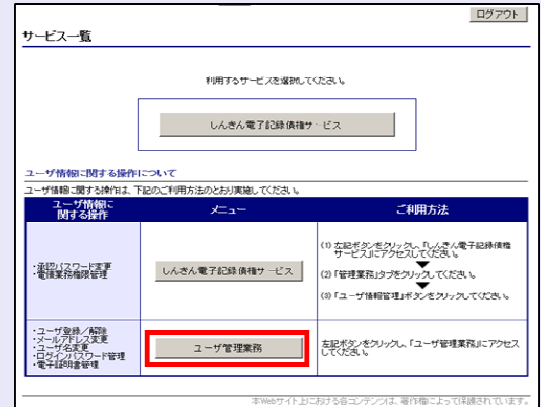 ログアウト
サービス一覧
利用するサービスを選択してください。
しんきん電子記録債権サービス
ユーザ情報に関する操作について
ユーザ情報に関する操作は、下記のご利用方法のとおり実施してください。
ユーザ情報に
関する操作
メニュー
ご利用方法
・承認パスワード変更
・電債業務権限管理
しんきん電子記録債権サービス
(1) 左記ボタンをクリックし、「しんきん電子記録債権
サービス」にアクセスしてください。
(2) 「管理業務」タブをクリックしてください。
(3) 「ユーザ情報管理」ボタンをクリックしてください。
・ユーザ登録/解除
・メールアドレス変更
・ユーザ名変更
・ログインパスワード管理
・電子証明書管理
ユーザ管理業務
左記ボタンをクリックし、「ユーザ管理業務」にアクセス
してください。
本Webサイト上における各コンテンツは、著作権によって保護されています。